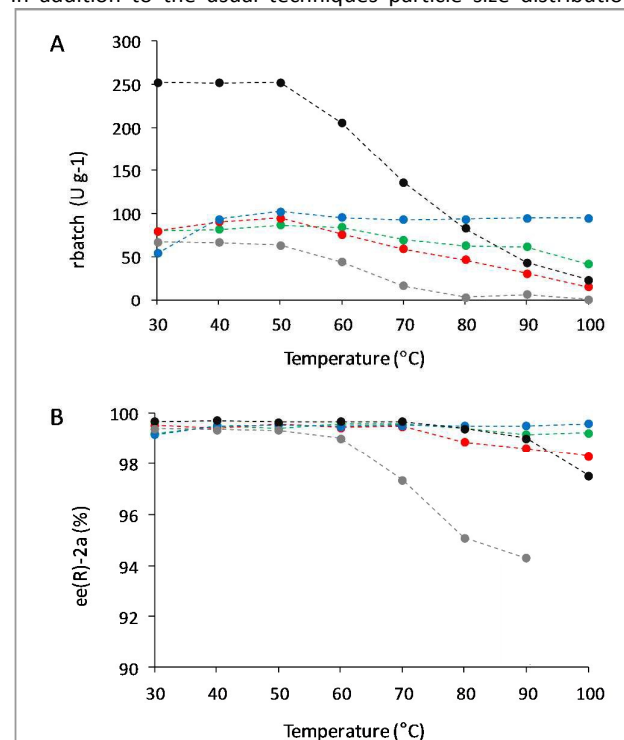 in addition to the usual techniques particle size distribution
A
300
250
200
150
100
50
0
rbatch (U g-1)
30 40 50 60 70 80 90 100
Temperature (°C)
B
100
98
96
94
92
90
ee(R)-2a (%)
30 40 50 60 70 80 90 100
Temperature (°C)